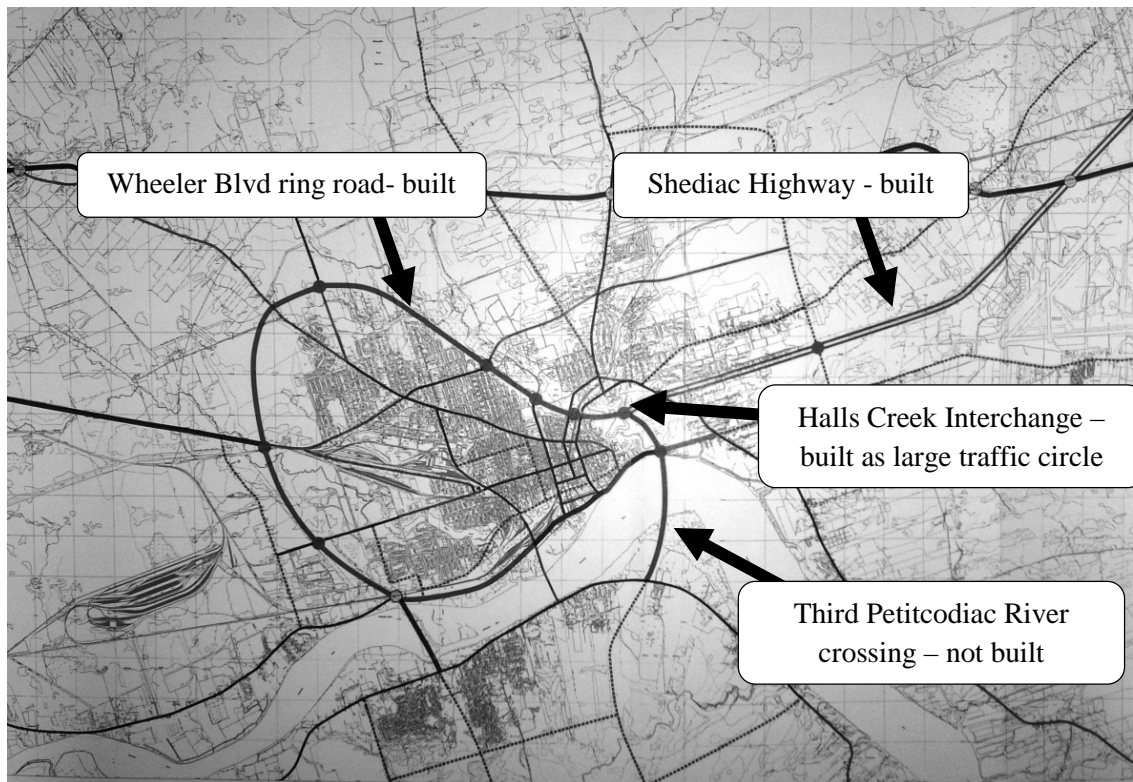 Wheeler Blvd ring road- built
Shediac Highway - built
Halls Creek Interchange –
built as large traffic circle
Third Petitcodiac River
crossing – not built